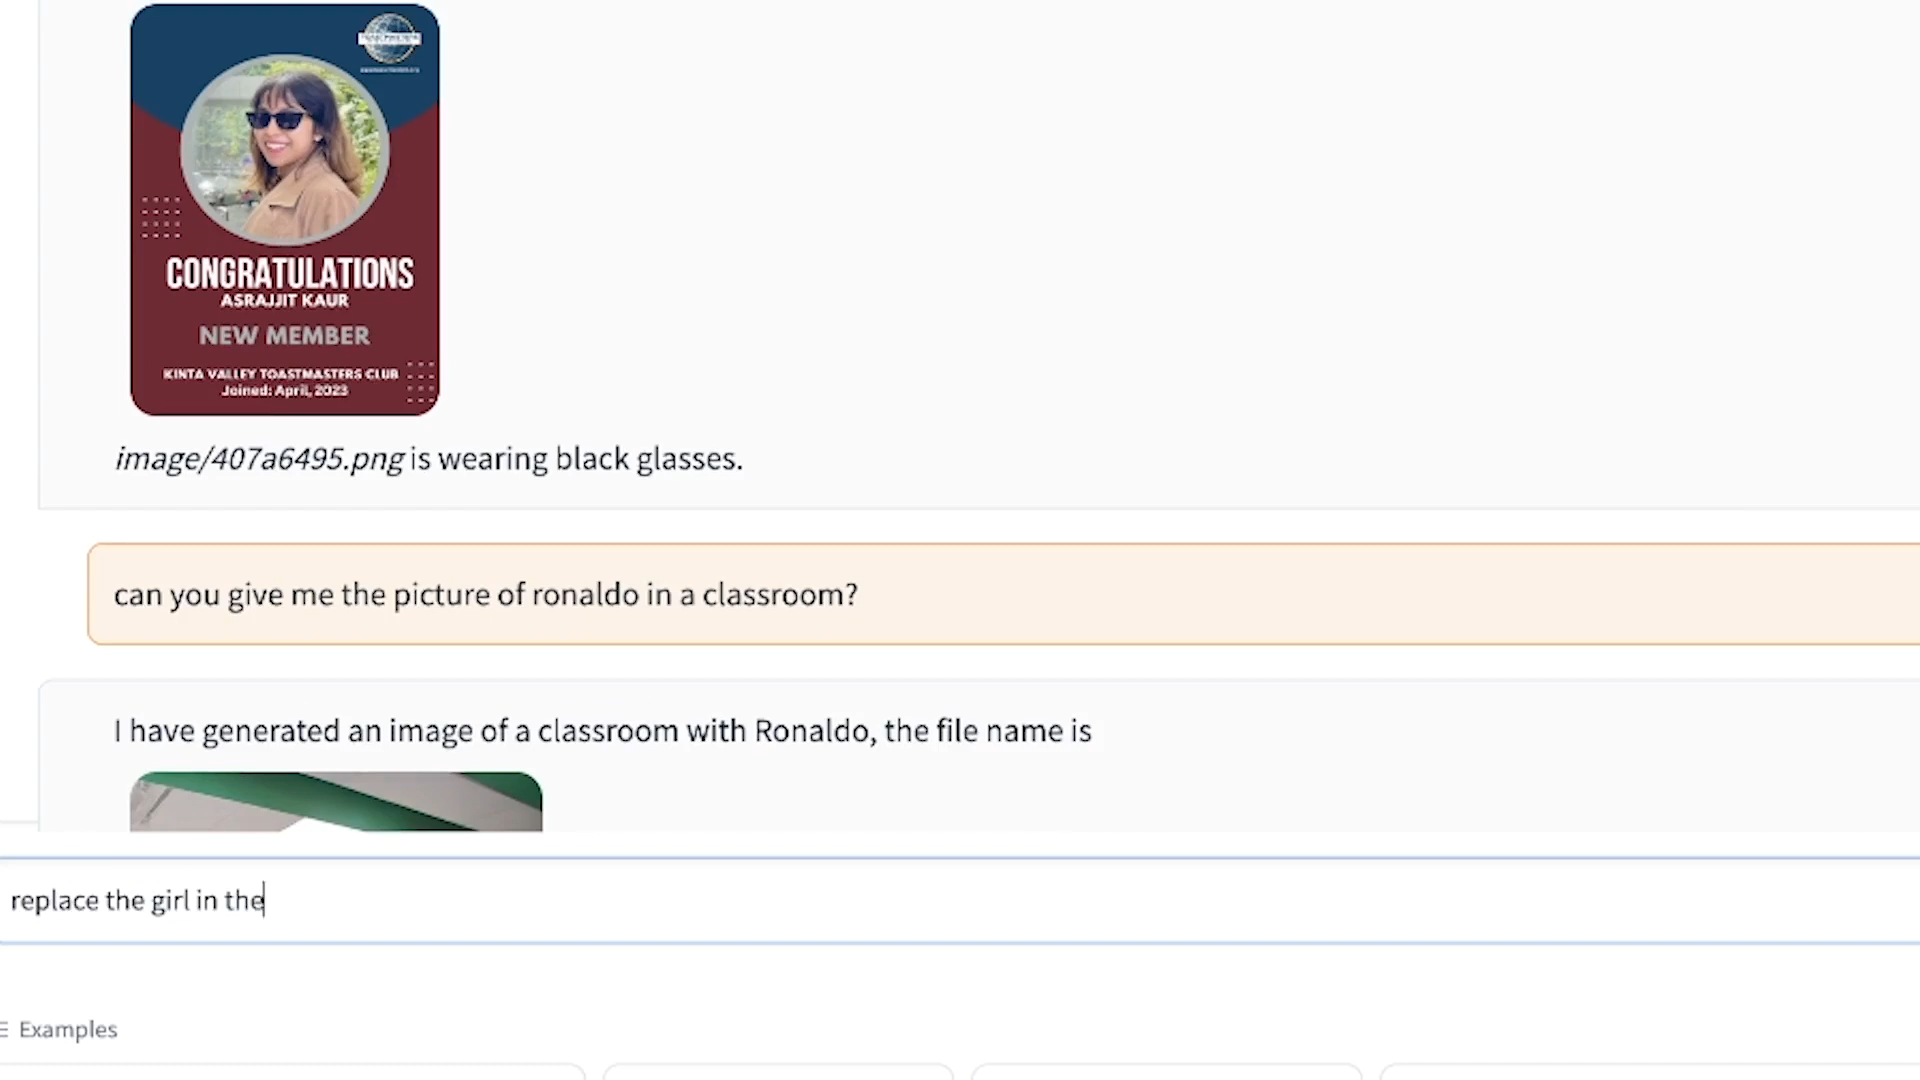 CONGRATULATIONS
ASRAJJIT KAUR
NEW MEMBER
KINTA VALLEY TOASTMASTERS CLUB
Joined: April, 2023
image/407a6495.png is wearing black glasses.
can you give me the picture of ronaldo in a classroom?
I have generated an image of a classroom with Ronaldo, the file name is
replace the girl in the
Examples